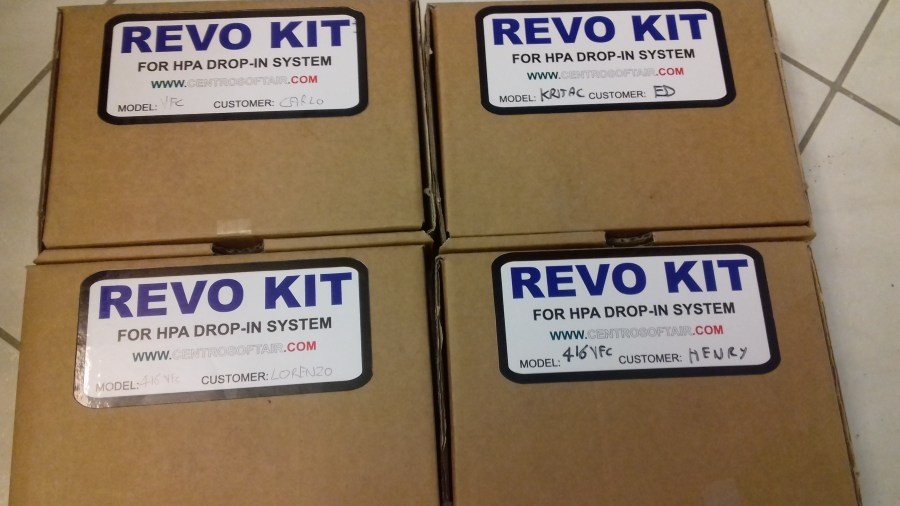 REVO KIT
FOR HPA DROP-IN SYSTEM
WWW.CENTROSOFTAIR.COM
MODEL: VFC CUSTOMER: CARLO
REVO KIT
FOR HPA DROP-IN SYSTEM
WWW.CENTROSOFTAIR.COM
MODEL: KRITAC CUSTOMER: ED
REVO KIT
FOR HPA DROP-IN SYSTEM
WWW.CENTROSOFTAIR.COM
MODEL: 416 VFC CUSTOMER: LORENZO
REVO KIT
FOR HPA DROP-IN SYSTEM
WWW.CENTROSOFTAIR.COM
MODEL: 416 VFC CUSTOMER: HENRY